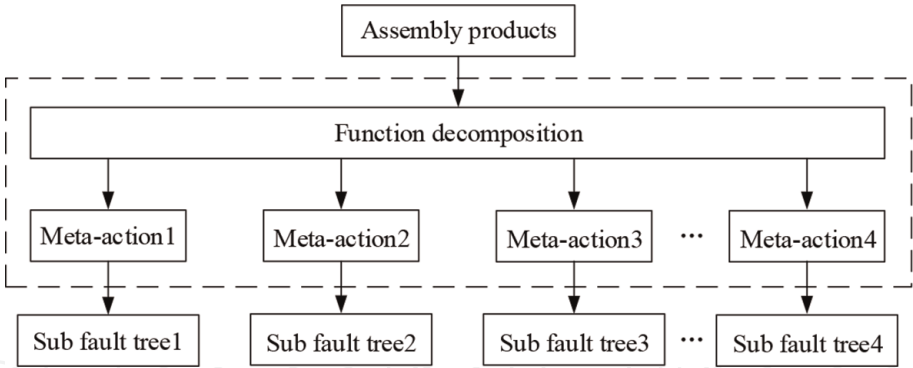 Assembly products
Function decomposition
Meta-action1 Meta-action2 Meta-action3 ... Meta-action4
Sub fault tree1 Sub fault tree2 Sub fault tree3 ... Sub fault tree4